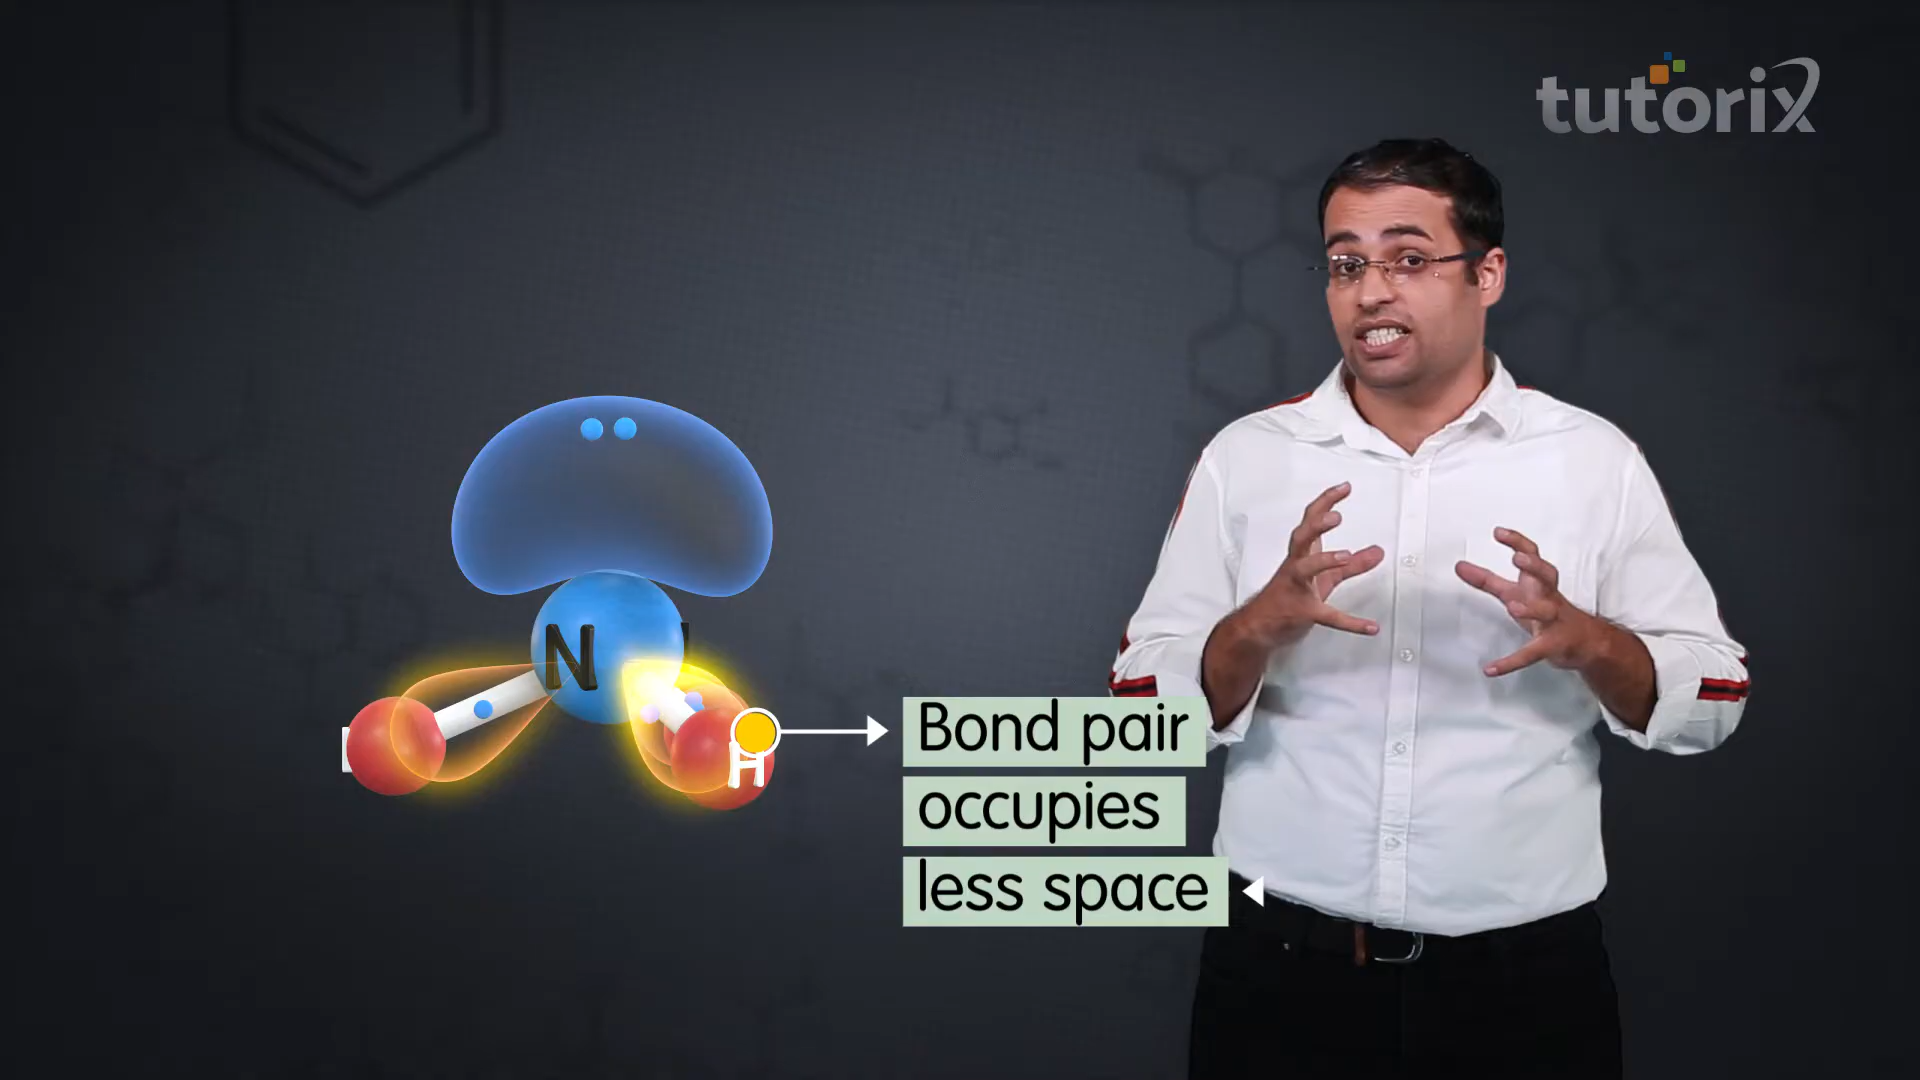 tutorix
N
H
Bond pair
occupies
less space